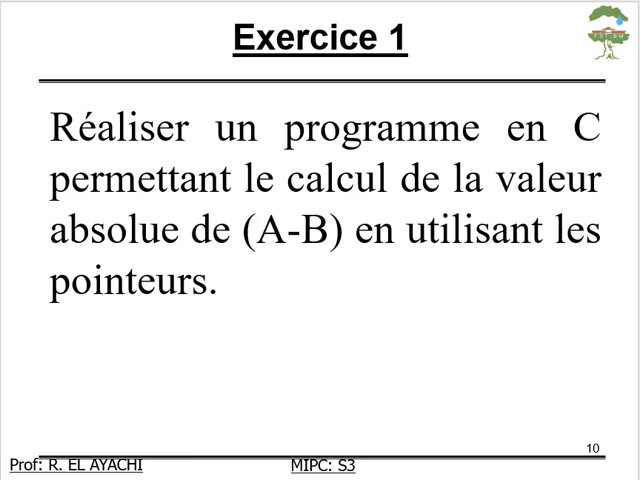 Exercice 1
Réaliser un programme en C
permettant le calcul de la valeur
absolue de (A-B) en utilisant les
pointeurs.
10
Prof: R. EL AYACHI MIPC: S3